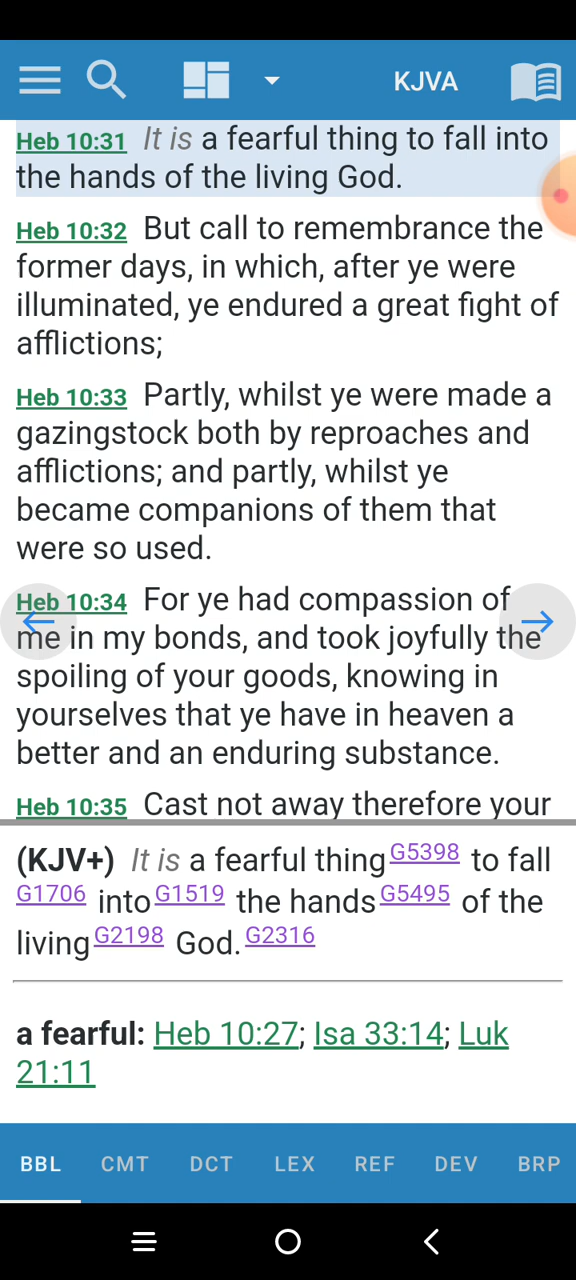 KJVA
Heb 10:31 It is a fearful thing to fall into
the hands of the living God.
Heb 10:32 But call to remembrance the
former days, in which, after ye were
illuminated, ye endured a great fight of
afflictions;
Heb 10:33 Partly, whilst ye were made a
gazingstock both by reproaches and
afflictions; and partly, whilst ye
became companions of them that
were so used.
Heb 10:34 For ye had compassion of
me in my bonds, and took joyfully the
spoiling of your goods, knowing in
yourselves that ye have in heaven a
better and an enduring substance.
Heb 10:35 Cast not away therefore your
(KJV+) It is a fearful thing G5398 to fall
G1706 into G1519 the hands G5495 of the
living G2198 God. G2316
a fearful: Heb 10:27; Isa 33:14; Luk
21:11
BBL CMT DCT LEX REF DEV BRP